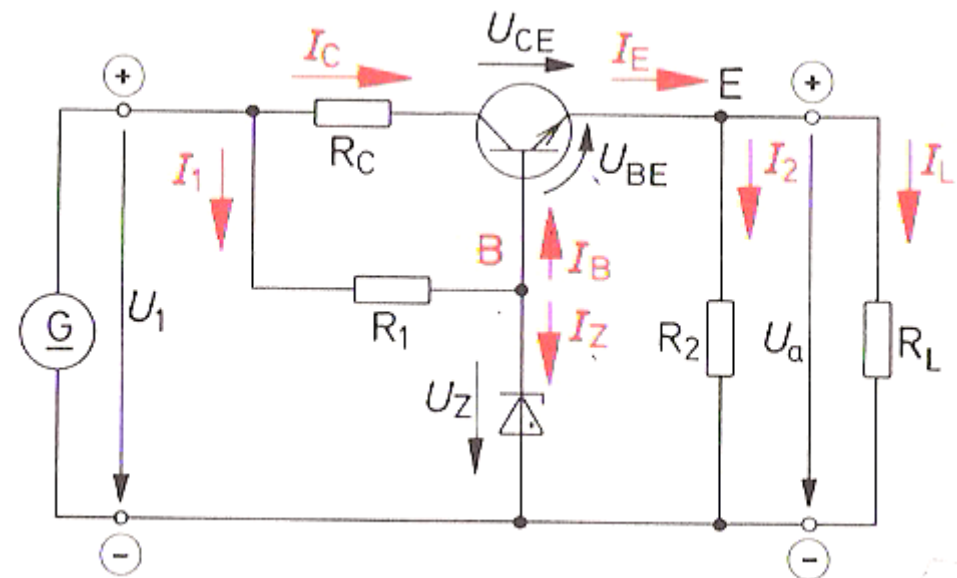 U_CE
I_C
I_E
E
+
+
R_C
U_BE
I_1
I_2
I_L
B
I_B
G
U_1
R_1
I_Z
R_2
U_a
R_L
U_Z
−
−